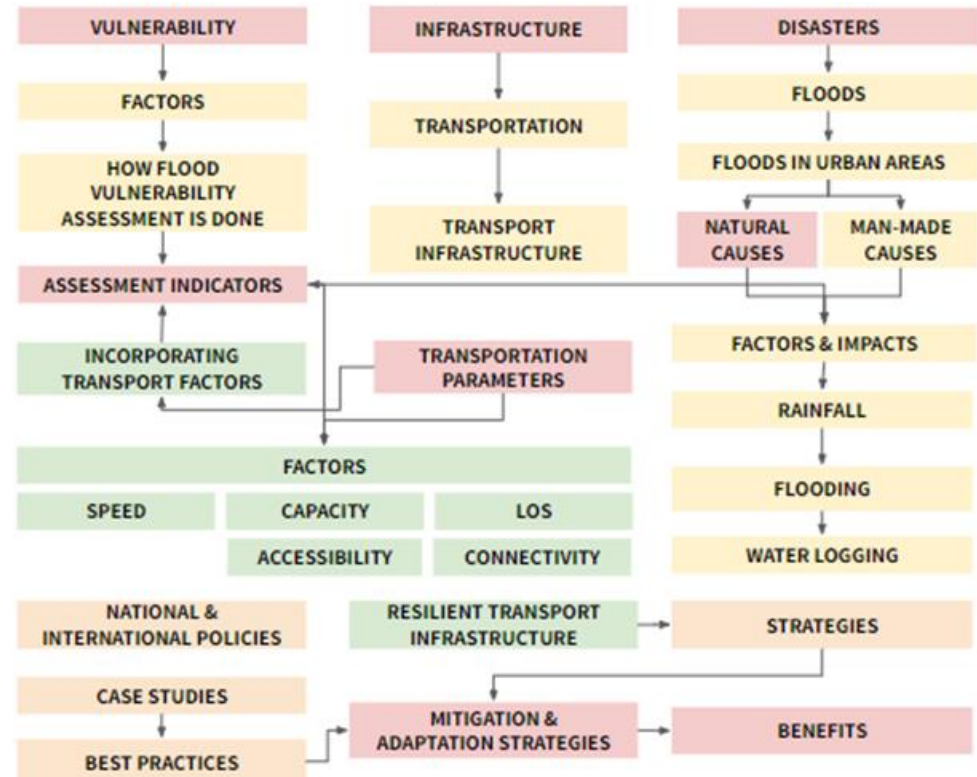 VULNERABILITY
INFRASTRUCTURE
DISASTERS
FACTORS
FLOODS
TRANSPORTATION
HOW FLOOD
VULNERABILITY
ASSESSMENT IS DONE
FLOODS IN URBAN AREAS
TRANSPORT
INFRASTRUCTURE
NATURAL
CAUSES
MAN-MADE
CAUSES
ASSESSMENT INDICATORS
INCORPORATING
TRANSPORT FACTORS
TRANSPORTATION
PARAMETERS
FACTORS & IMPACTS
RAINFALL
FACTORS
SPEED
CAPACITY
LOS
FLOODING
ACCESSIBILITY
CONNECTIVITY
WATER LOGGING
NATIONAL &
INTERNATIONAL POLICIES
RESILIENT TRANSPORT
INFRASTRUCTURE
STRATEGIES
CASE STUDIES
MITIGATION &
ADAPTATION STRATEGIES
BENEFITS
BEST PRACTICES